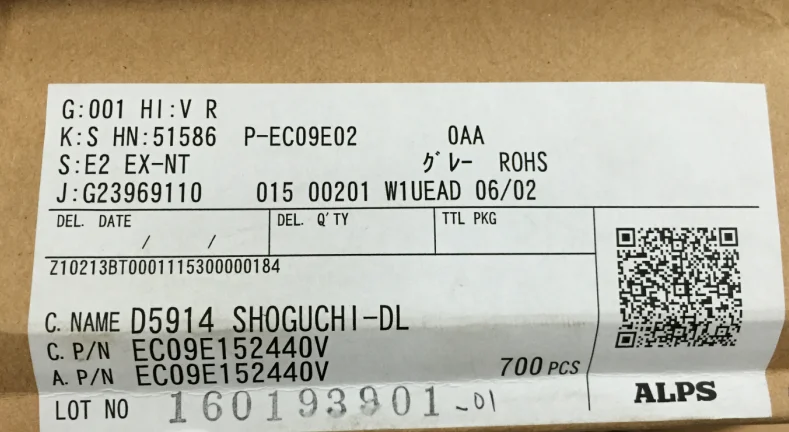 G:001 HI:V R
K:S HN:51586 P-EC09E02 0AA
S:E2 EX-NT グレー ROHS
J:G23969110 015 00201 W1UEAD 06/02
DEL. DATE DEL. Q'TY TTL PKG
/ /
Z10213BT0001115300000184
C. NAME D5914 SHOGUCHI-DL
C. P/N EC09E152440V
A. P/N EC09E152440V 700 PCS
ALPS
LOT NO 160193901-01